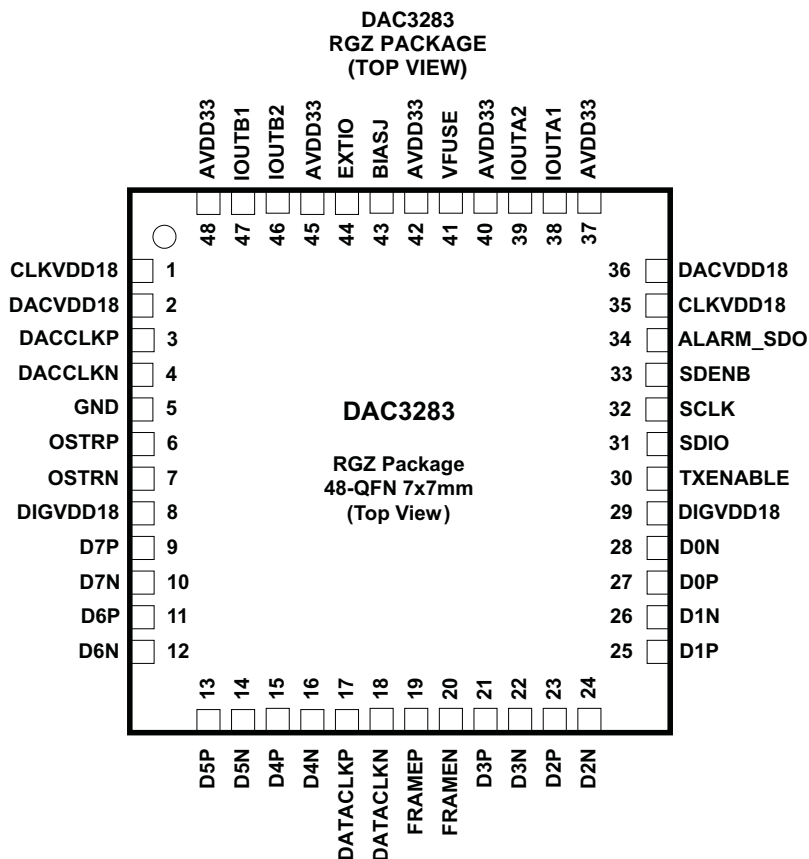 DAC3283
RGZ PACKAGE
(TOP VIEW)
AVDD33
IOUTB1
IOUTB2
AVDD33
EXTIO
BIASJ
AVDD33
VFUSE
AVDD33
IOUTA2
IOUTA1
AVDD33
48
47
46
45
44
43
42
41
40
39
38
37
CLKVDD18 1
DACVDD18 2
DACCLKP 3
DACCLKN 4
GND 5
OSTRP 6
OSTRN 7
DIGVDD18 8
D7P 9
D7N 10
D6P 11
D6N 12
DAC3283
RGZ Package
48-QFN 7x7mm
(Top View)
36 DACVDD18
35 CLKVDD18
34 ALARM_SDO
33 SDENB
32 SCLK
31 SDIO
30 TXENABLE
29 DIGVDD18
28 D0N
27 D0P
26 D1N
25 D1P
13
14
15
16
17
18
19
20
21
22
23
24
D5P
D5N
D4P
D4N
DATACLKP
DATACLKN
FRAMEP
FRAMEN
D3P
D3N
D2P
D2N